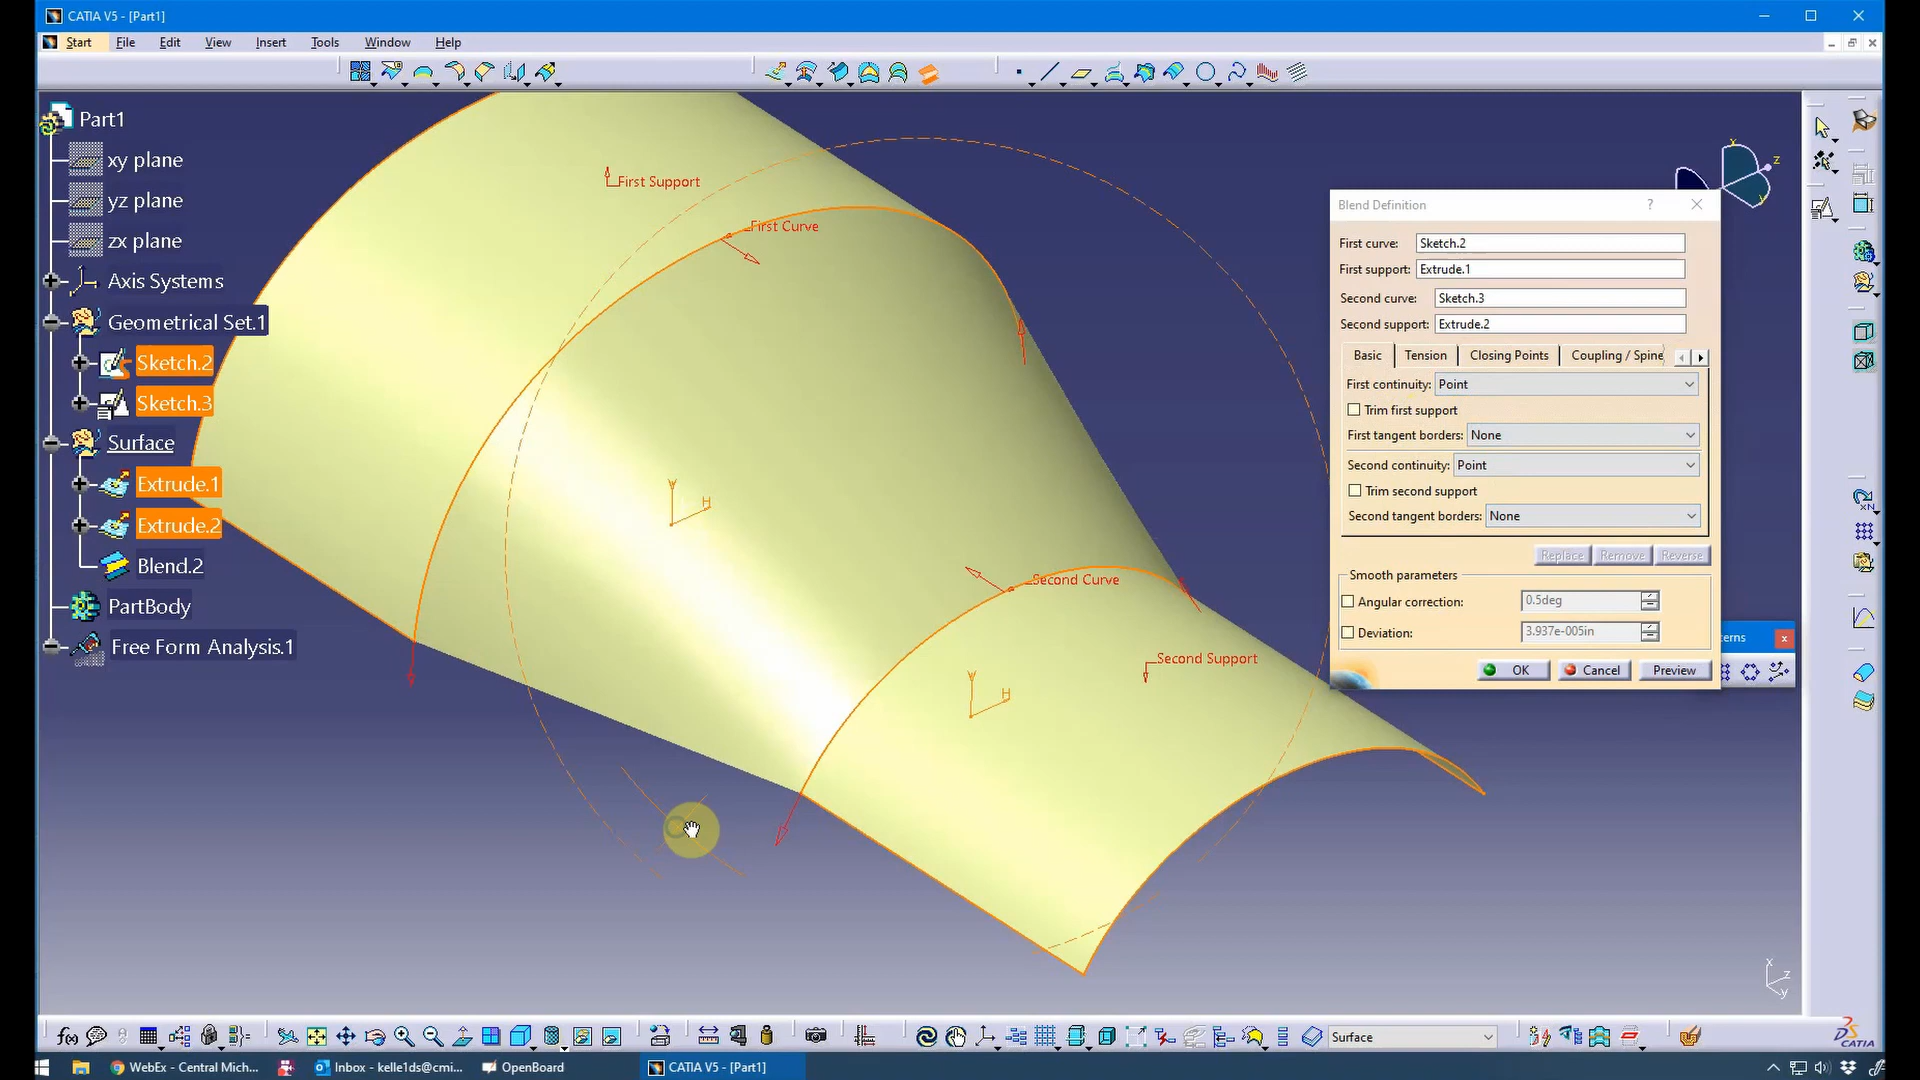 CATIA V5 - [Part1]
Start File Edit View Insert Tools Window Help
Part1
xy plane
yz plane
zx plane
Axis Systems
Geometrical Set.1
Sketch.2
Sketch.3
Surface
Extrude.1
Extrude.2
Blend.2
PartBody
Free Form Analysis.1
First Support
First Curve
V
H
Second Curve
Second Support
V
H
x
z
y
Blend Definition
First curve: Sketch.2
First support: Extrude.1
Second curve: Sketch.3
Second support: Extrude.2
Basic Tension Closing Points Coupling / Spine
First continuity: Point
Trim first support
First tangent borders: None
Second continuity: Point
Trim second support
Second tangent borders: None
Replace Remove Reverse
Smooth parameters
Angular correction: 0.5deg
Deviation: 3.937e-005in
OK Cancel Preview
erns
x
z
y
f(x)
Surface
CATIA
WebEx - Central Mich...
Inbox - kelle1ds@cmi...
OpenBoard
CATIA V5 - [Part1]